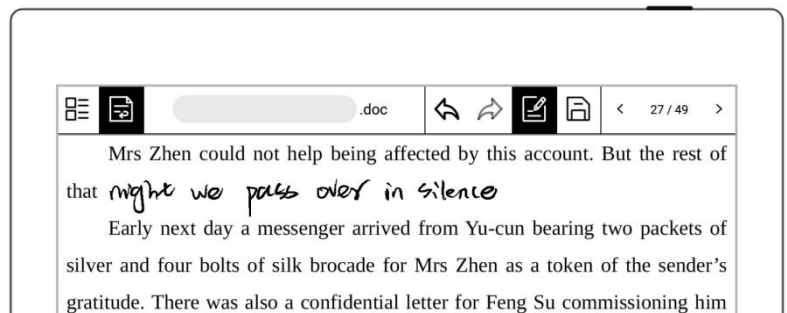 .doc 27 / 49
Mrs Zhen could not help being affected by this account. But the rest of
that night we pass over in silence
Early next day a messenger arrived from Yu-cun bearing two packets of
silver and four bolts of silk brocade for Mrs Zhen as a token of the sender’s
gratitude. There was also a confidential letter for Feng Su commissioning him